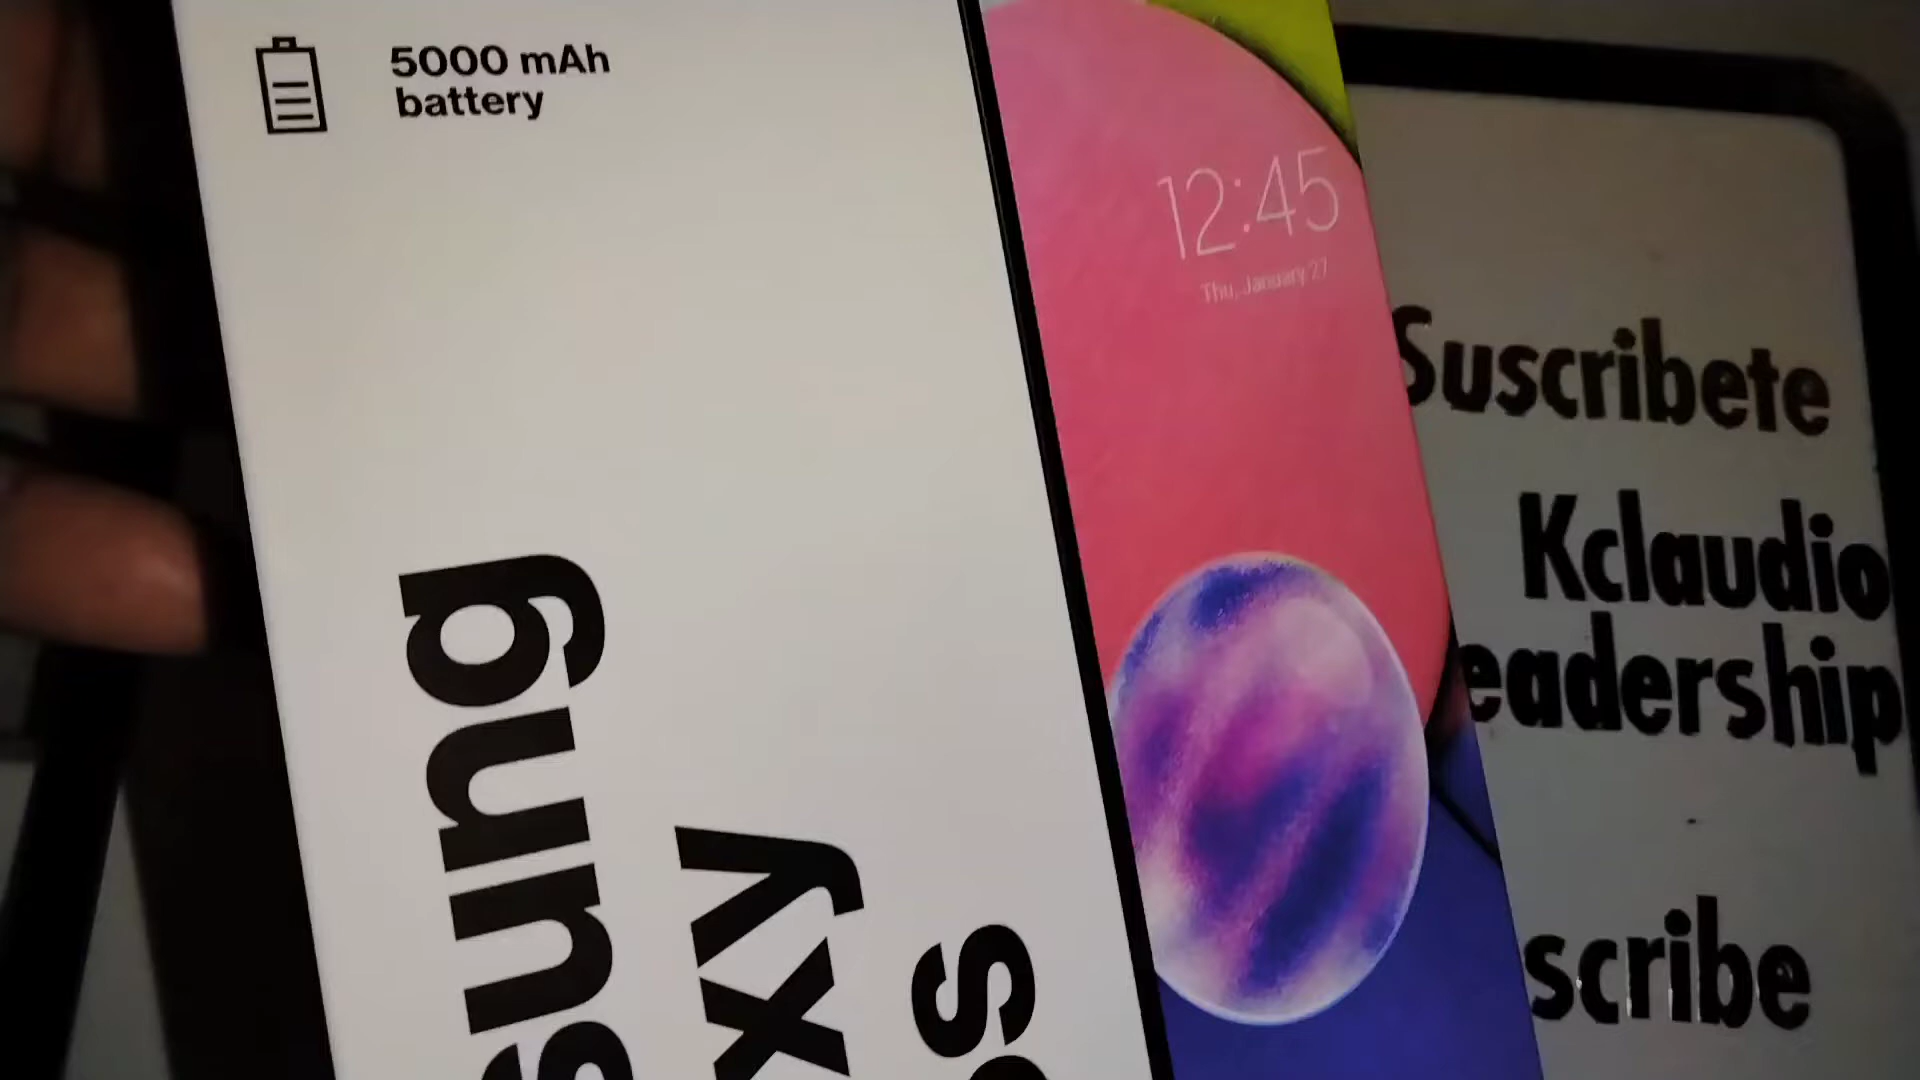 5000 mAh
battery
sung
xy
s
12:45
Thu, January 27
Suscribete
Kclaudio
eadership
scribe